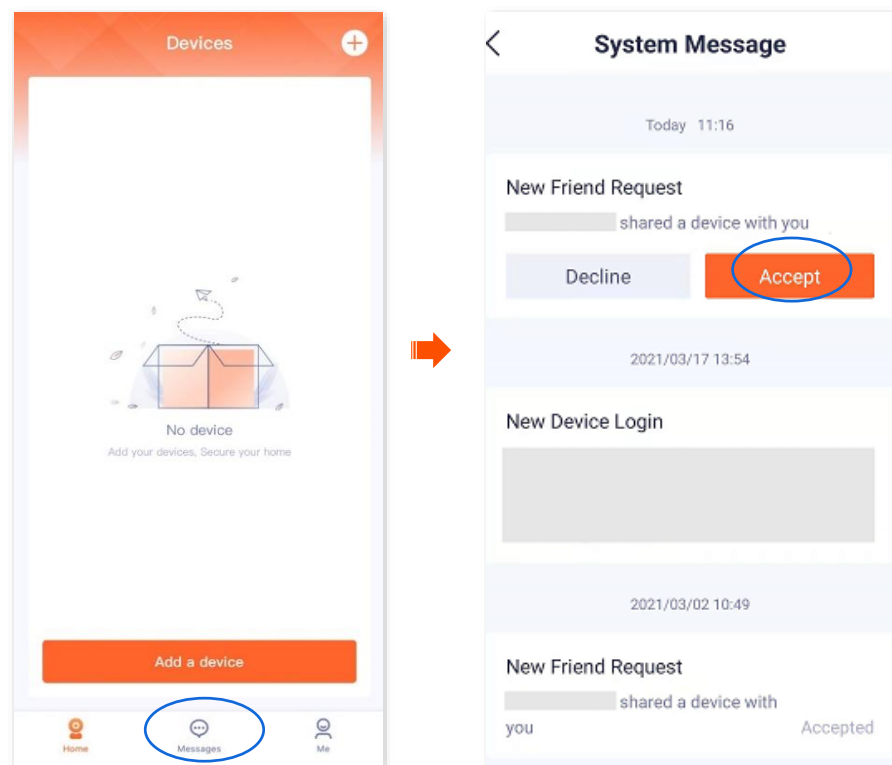 Devices
No device
Add your devices, Secure your home
Add a device
Home
Messages
Me
System Message
Today 11:16
New Friend Request
shared a device with you
Decline
Accept
2021/03/17 13:54
New Device Login
2021/03/02 10:49
New Friend Request
shared a device with
you
Accepted